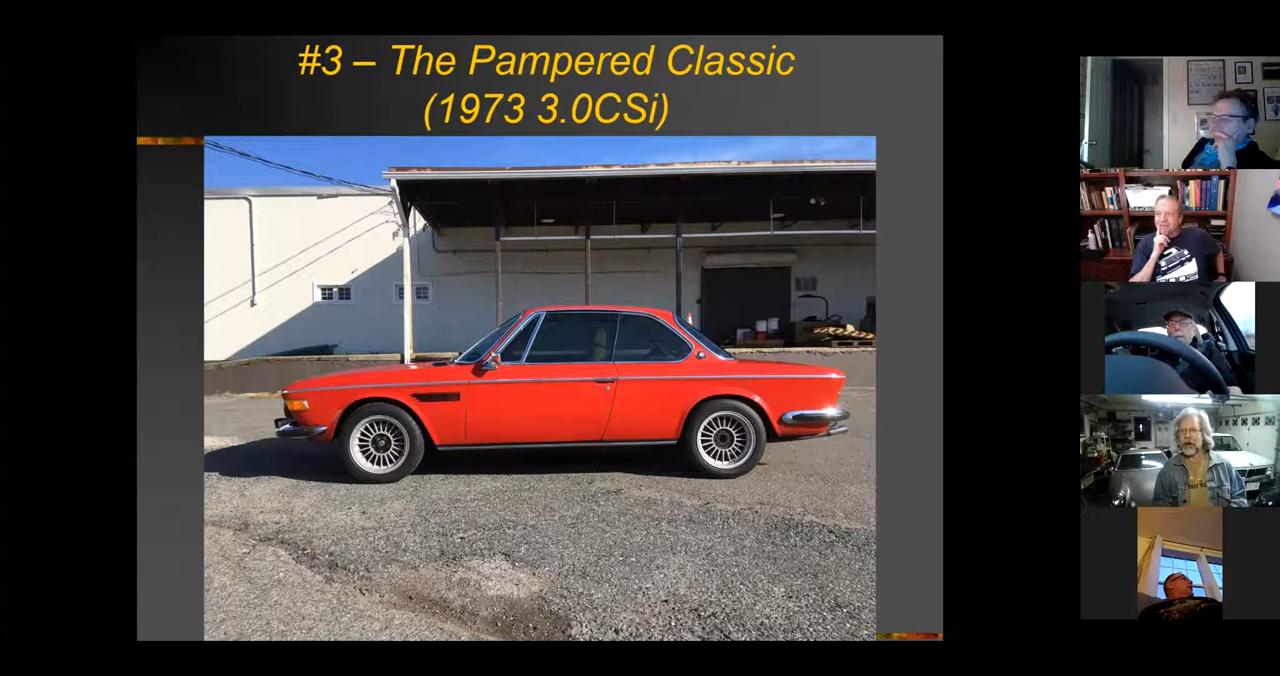 #3 – The Pampered Classic
(1973 3.0CSi)